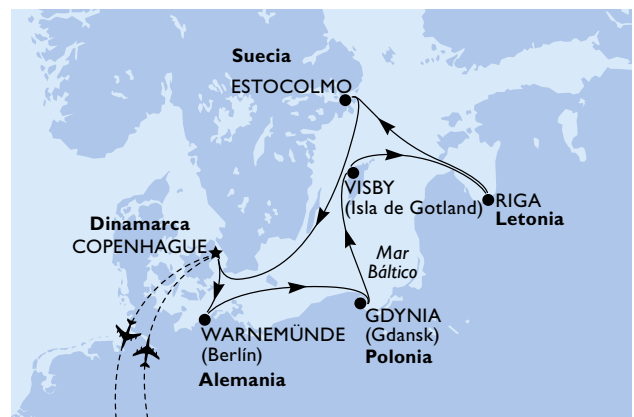 Suecia
ESTOCOLMO
VISBY
(Isla de Gotland)
RIGA
Letonia
Dinamarca
COPENHAGUE
Mar
Báltico
GDYNIA
(Gdansk)
Polonia
WARNEMÜNDE
(Berlín)
Alemania